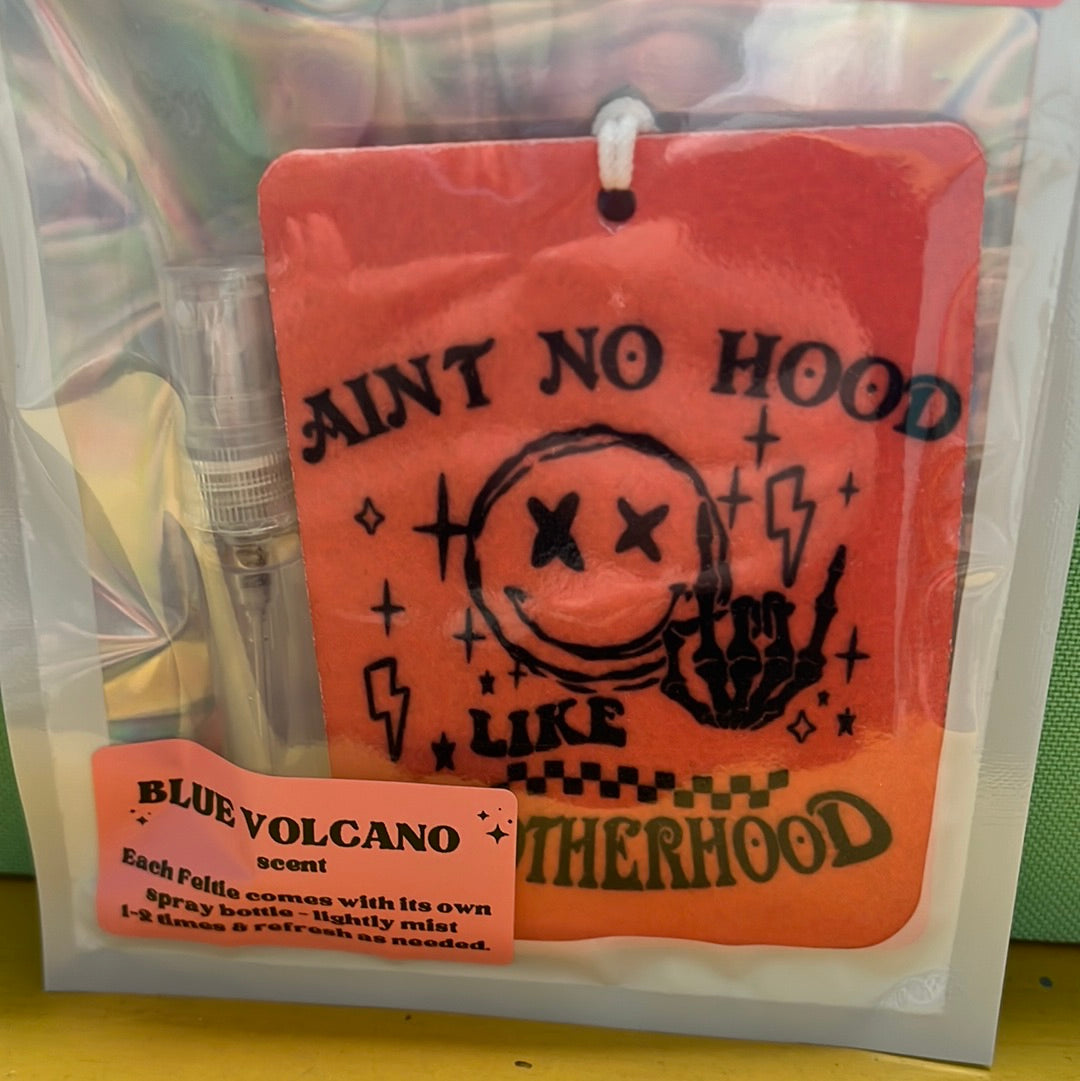 AINT NO HOOD
LIKE
OTHERHOOD
BLUE VOLCANO
scent
Each Feltie comes with its own
spray bottle - lightly mist
1-2 times & refresh as needed.